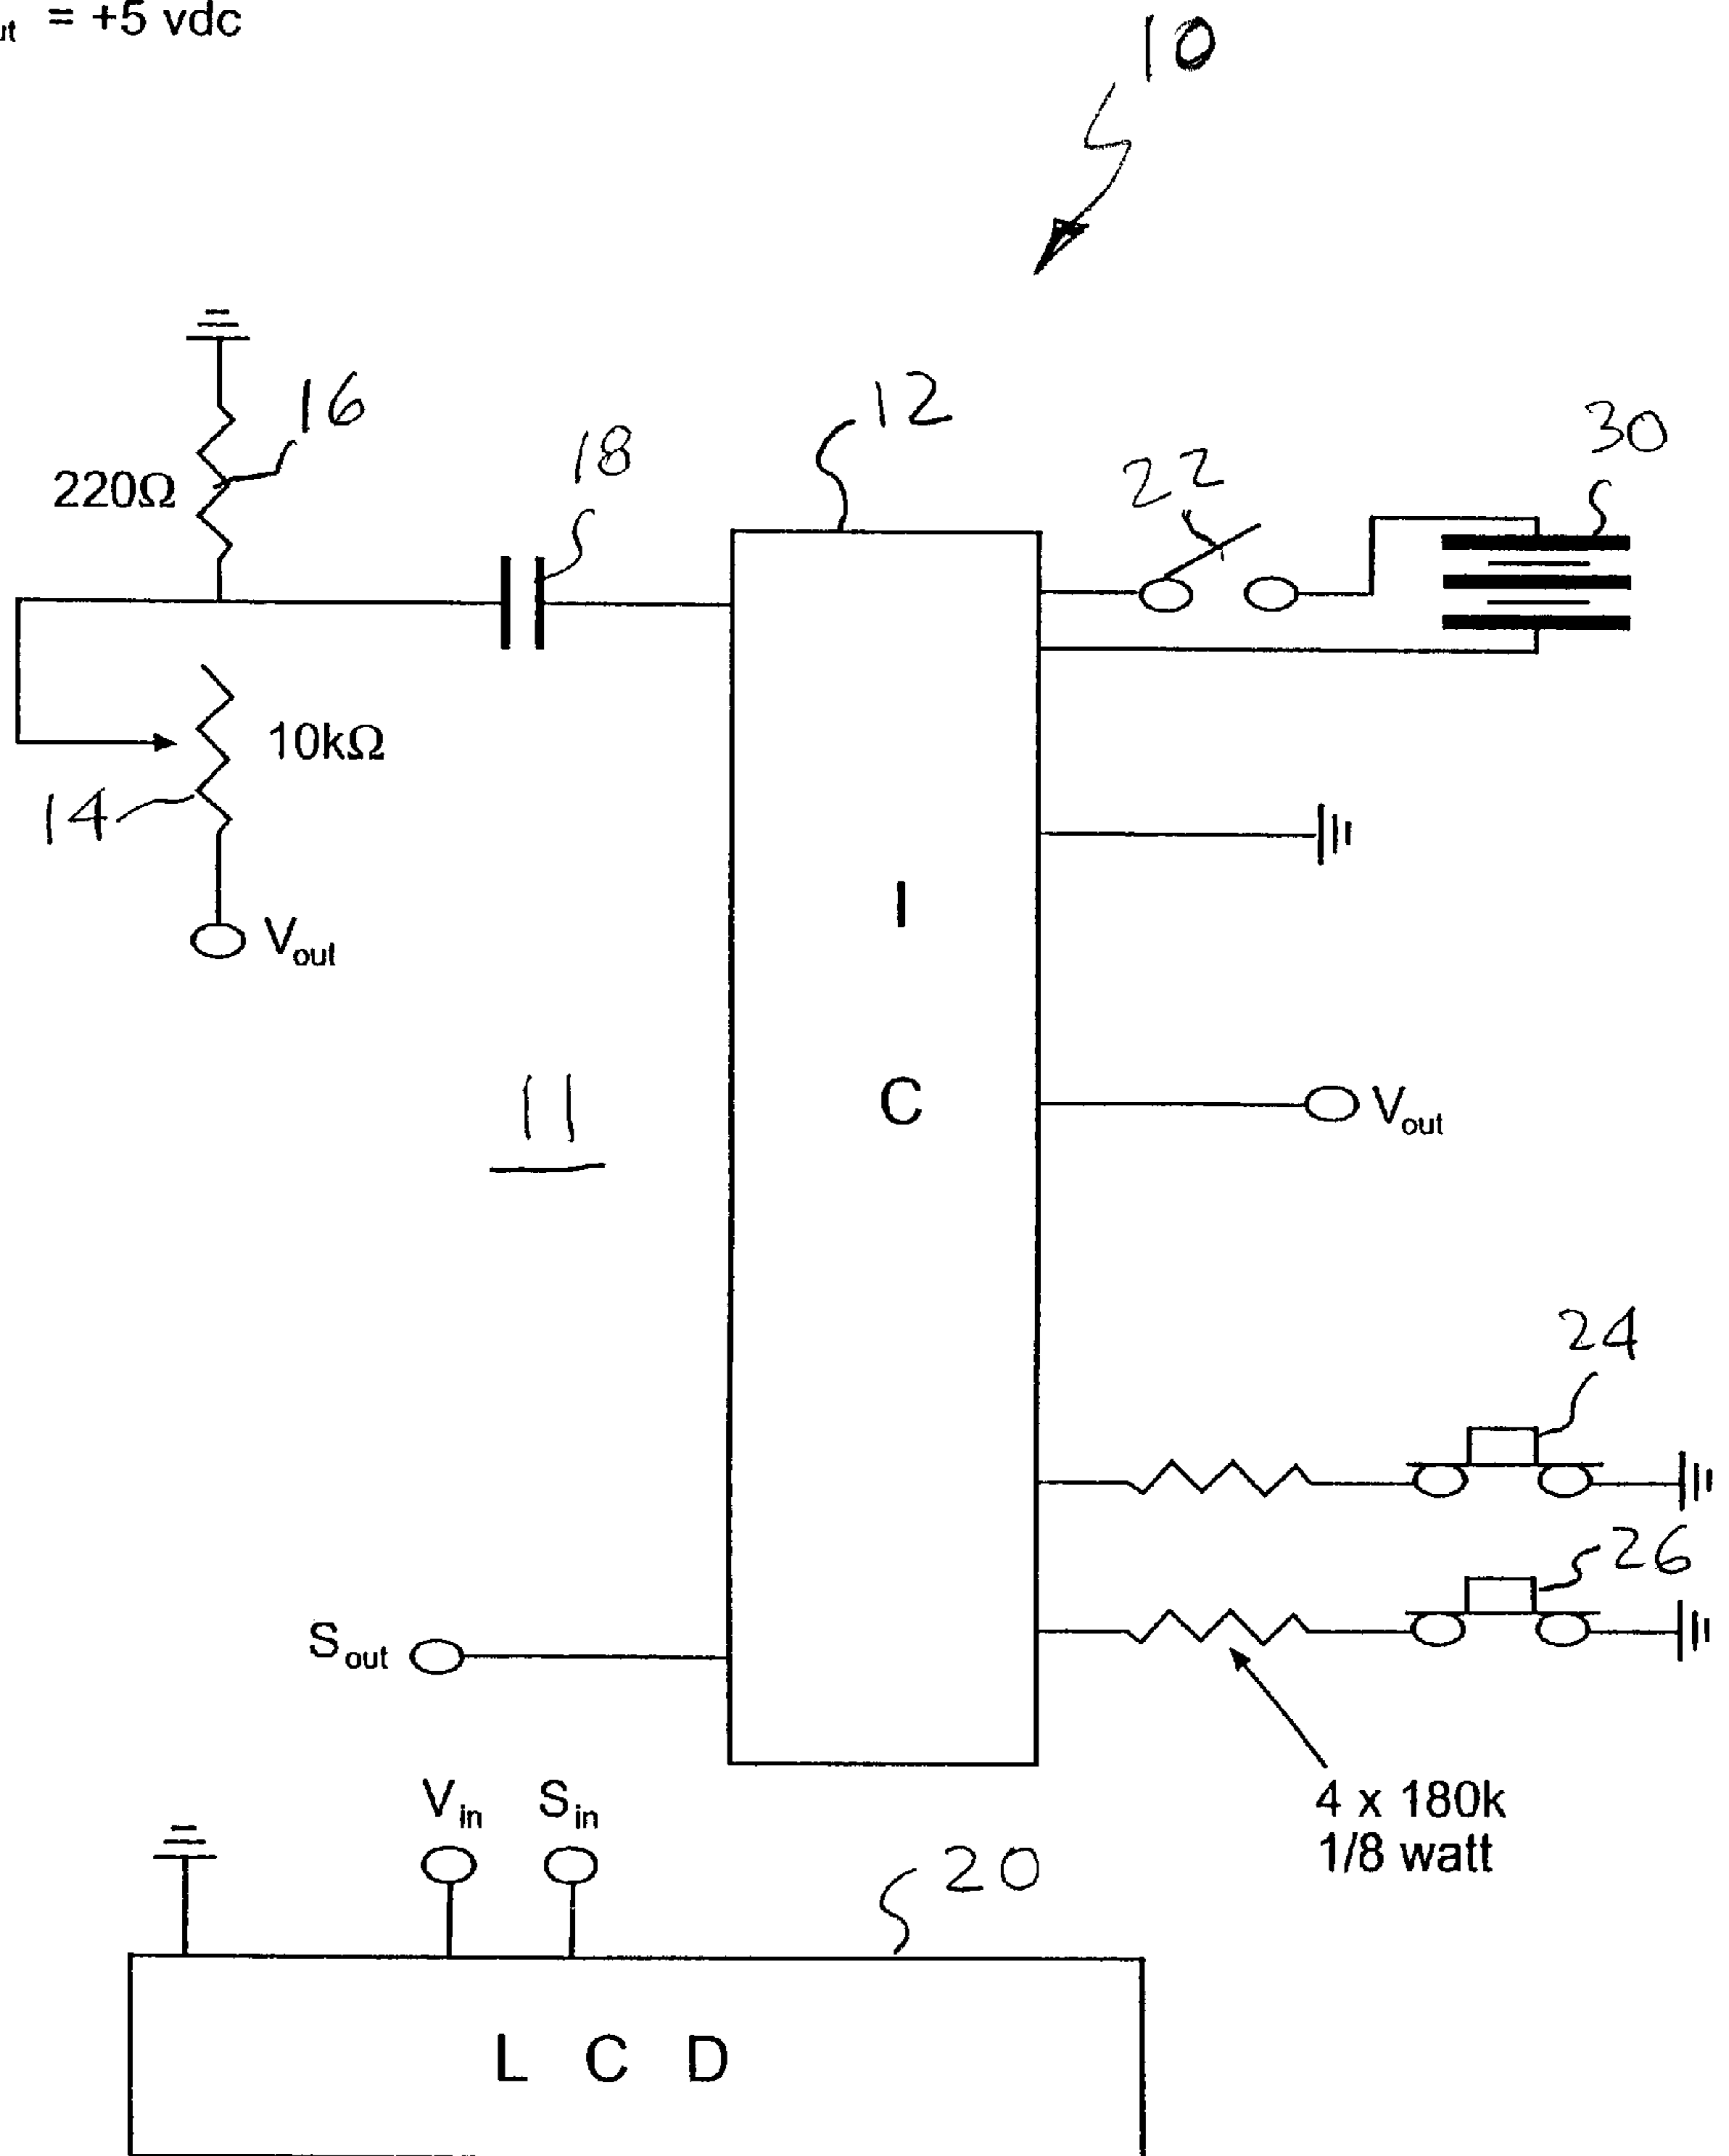 = +5 vdc
10
16
18
12
22
30
220Ω
10kΩ
14
Vout
I
C
11
Vout
24
26
Sout
4 x 180k
1/8 watt
Vin Sin
20
L C D